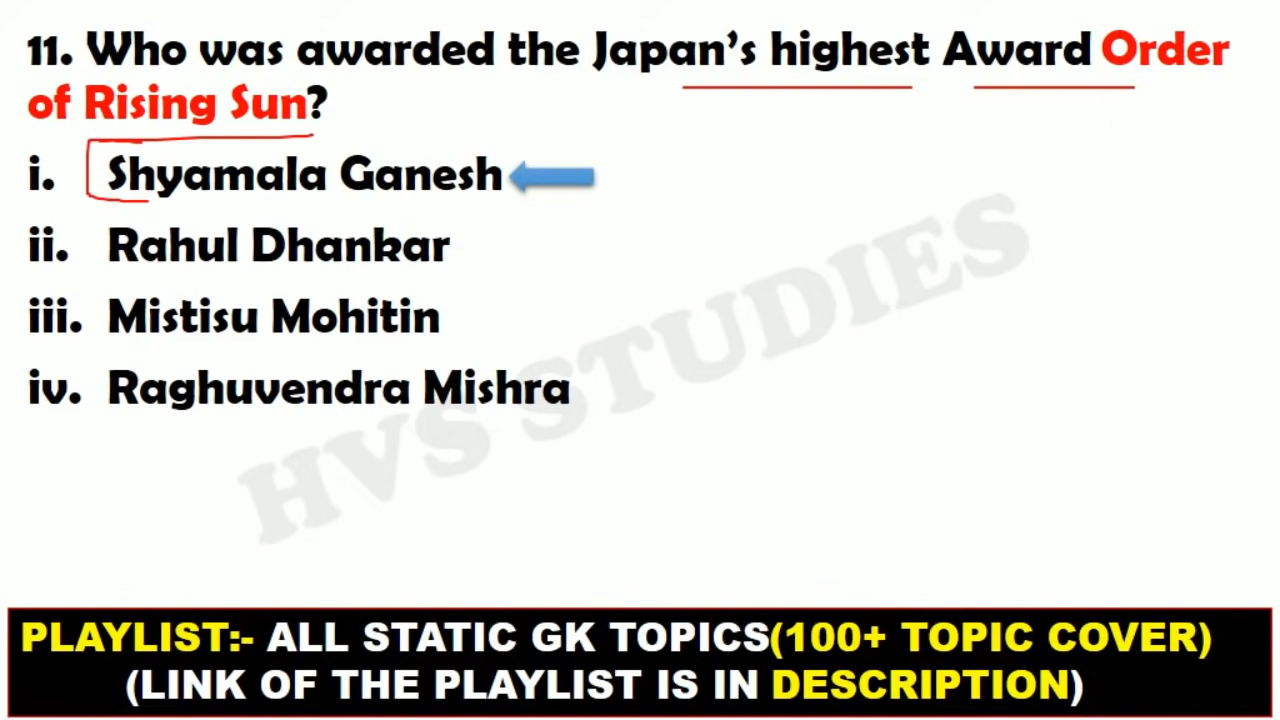 11. Who was awarded the Japan's highest Award Order
of Rising Sun?
i. Shyamala Ganesh
ii. Rahul Dhankar
iii. Mistisu Mohitin
iv. Raghuvendra Mishra
HVS STUDIES
PLAYLIST:- ALL STATIC GK TOPICS(100+ TOPIC COVER)
(LINK OF THE PLAYLIST IS IN DESCRIPTION)